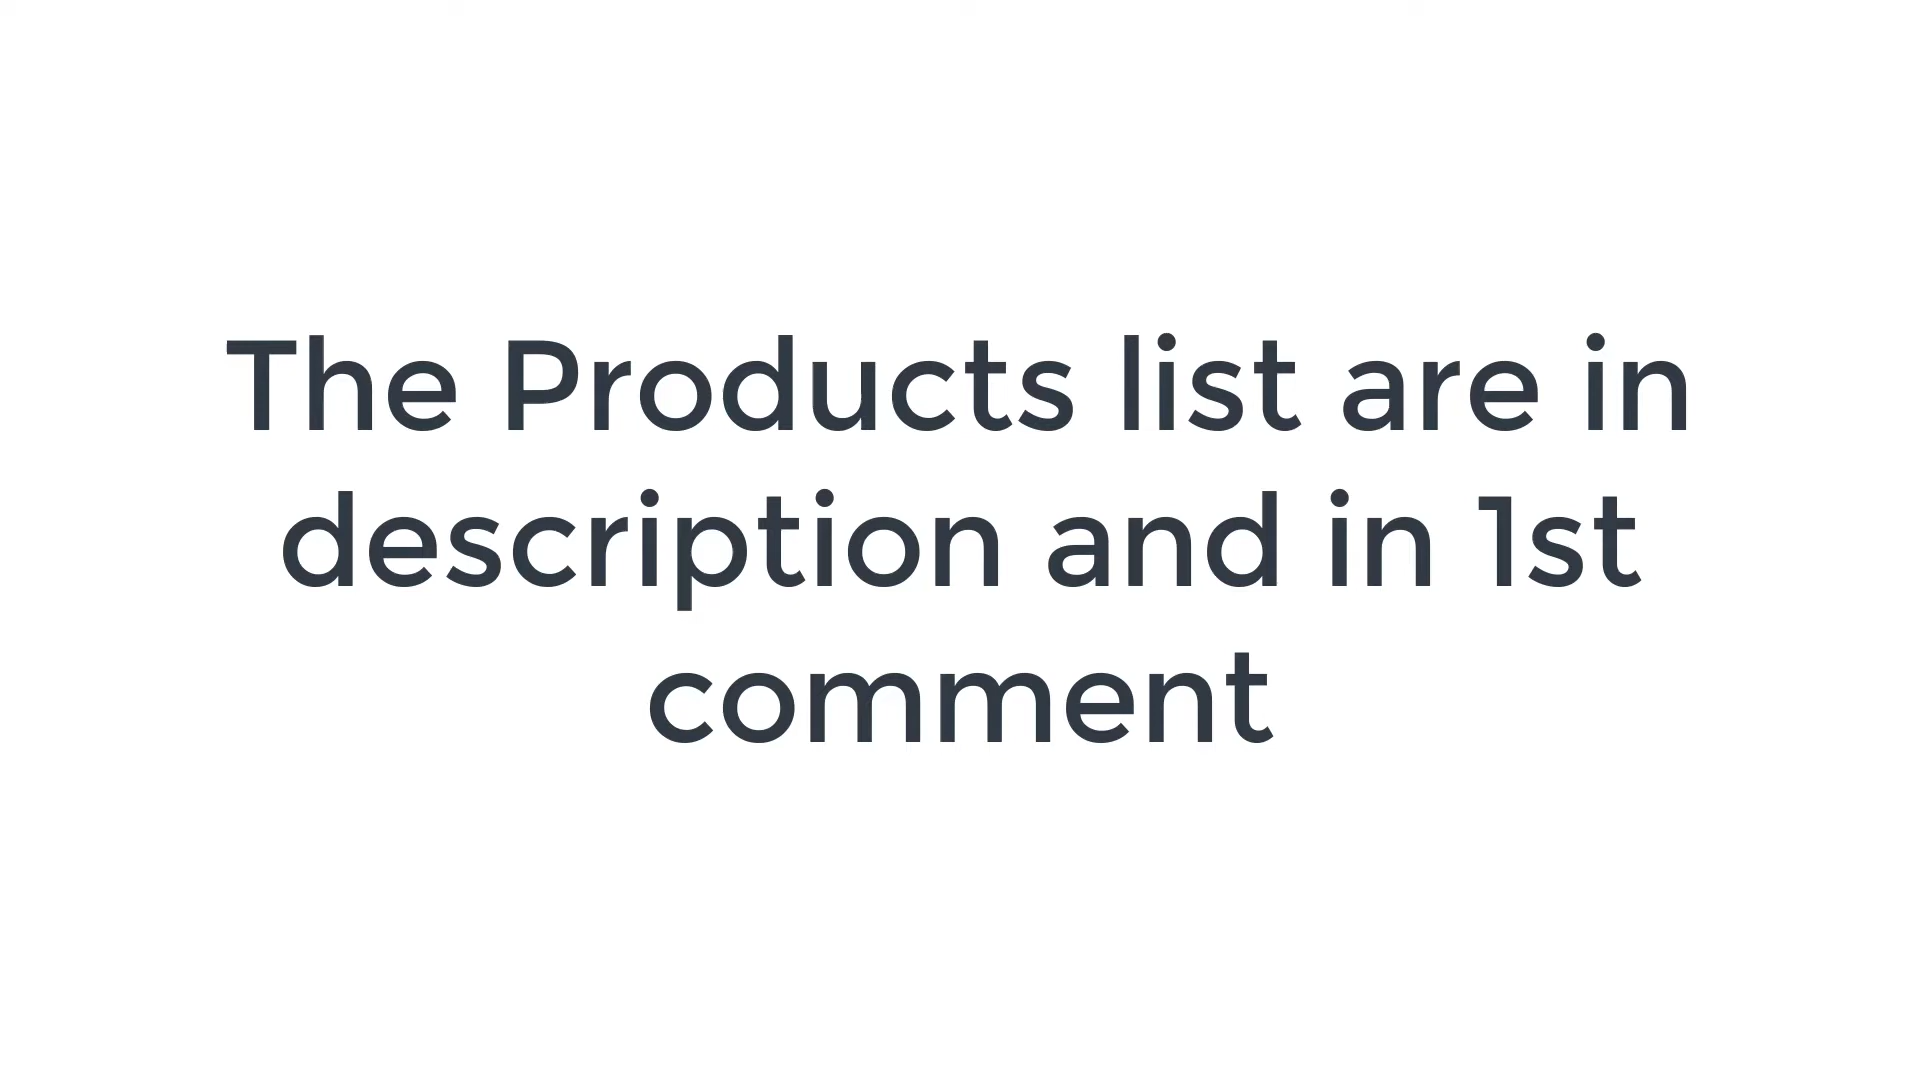 The Products list are in
description and in 1st
comment